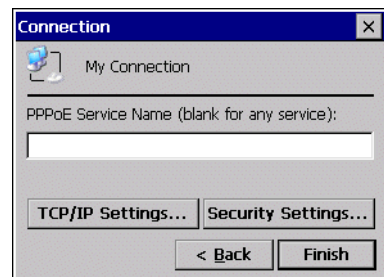 Connection
My Connection
PPPoE Service Name (blank for any service):
TCP/IP Settings... Security Settings...
< Back Finish